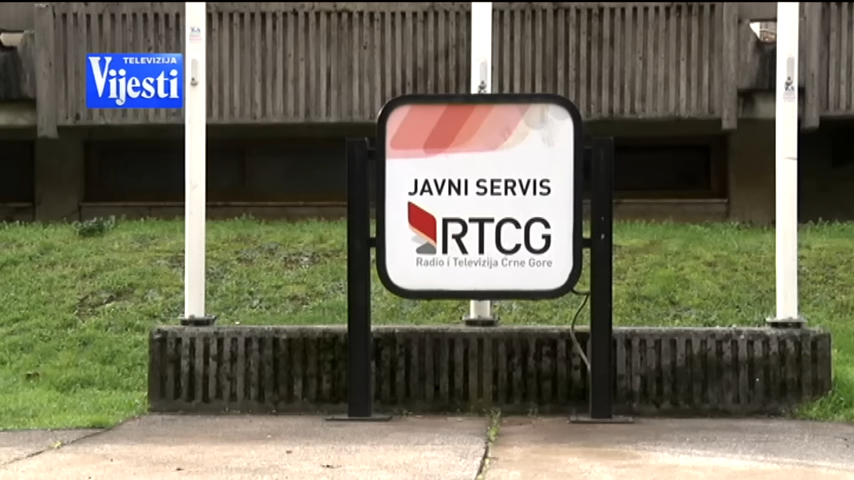 TELEVIZIJA
Vijesti
JAVNI SERVIS
RTCG
Radio i Televizija Crne Gore